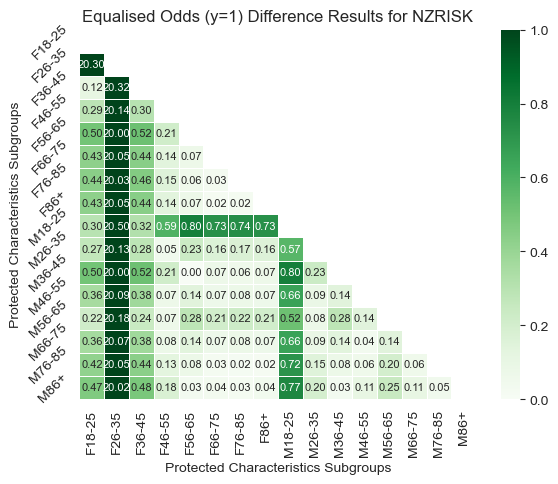 Equalised Odds (y=1) Difference Results for NZRISK
Protected Characteristics Subgroups
F18-25
F26-35 20.30
F36-45 0.12 20.32
F46-55 0.29 20.14 0.30
F56-65 0.50 20.00 0.52 0.21
F66-75 0.43 20.05 0.44 0.14 0.07
F76-85 0.44 20.03 0.46 0.15 0.06 0.03
F86+ 0.43 20.05 0.44 0.14 0.07 0.02 0.02
M18-25 0.30 20.50 0.32 0.59 0.80 0.73 0.74 0.73
M26-35 0.27 20.13 0.28 0.05 0.23 0.16 0.17 0.16 0.57
M36-45 0.50 20.00 0.52 0.21 0.00 0.07 0.06 0.07 0.80 0.23
M46-55 0.36 20.09 0.38 0.07 0.14 0.07 0.08 0.07 0.66 0.09 0.14
M56-65 0.22 20.18 0.24 0.07 0.28 0.21 0.22 0.21 0.52 0.08 0.28 0.14
M66-75 0.36 20.07 0.38 0.08 0.14 0.07 0.08 0.07 0.66 0.09 0.14 0.04 0.14
M76-85 0.42 20.05 0.44 0.13 0.08 0.03 0.02 0.02 0.72 0.15 0.08 0.06 0.20 0.06
M86+ 0.47 20.02 0.48 0.18 0.03 0.04 0.03 0.04 0.77 0.20 0.03 0.11 0.25 0.11 0.05
F18-25 F26-35 F36-45 F46-55 F56-65 F66-75 F76-85 F86+ M18-25 M26-35 M36-45 M46-55 M56-65 M66-75 M76-85 M86+
Protected Characteristics Subgroups
1.0
0.8
0.6
0.4
0.2
0.0